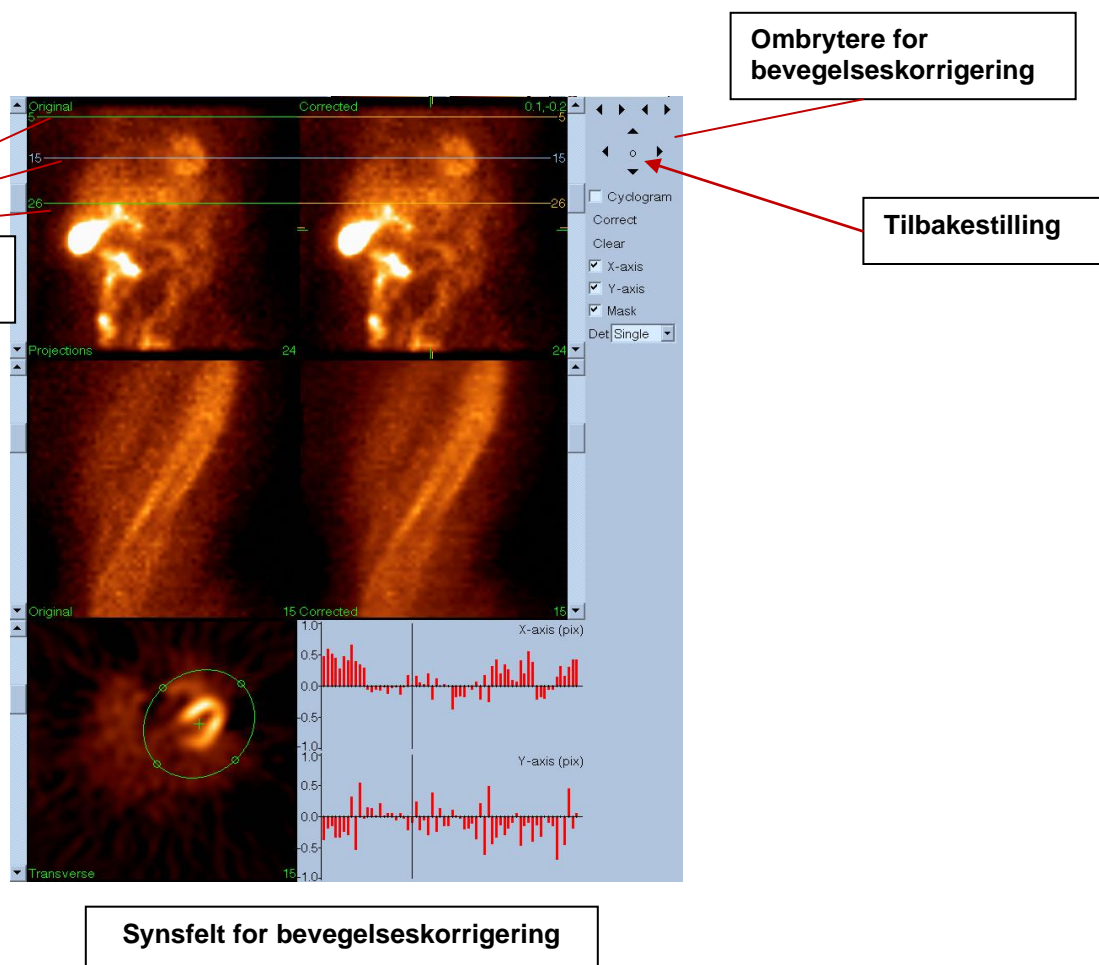 Ombrytere for
bevegelseskorrigering
Original
Corrected
0.1,-0.2
5
5
15
15
26
26
Cyclogram
Correct
Clear
X-axis
Y-axis
Mask
Det Single
Tilbakestilling
Projections
24
24
Original
15
Corrected
15
X-axis (pix)
1.0
0.5
0.0
-0.5
-1.0
Y-axis (pix)
1.0
0.5
0.0
-0.5
-1.0
Transverse
15
Synsfelt for bevegelseskorrigering